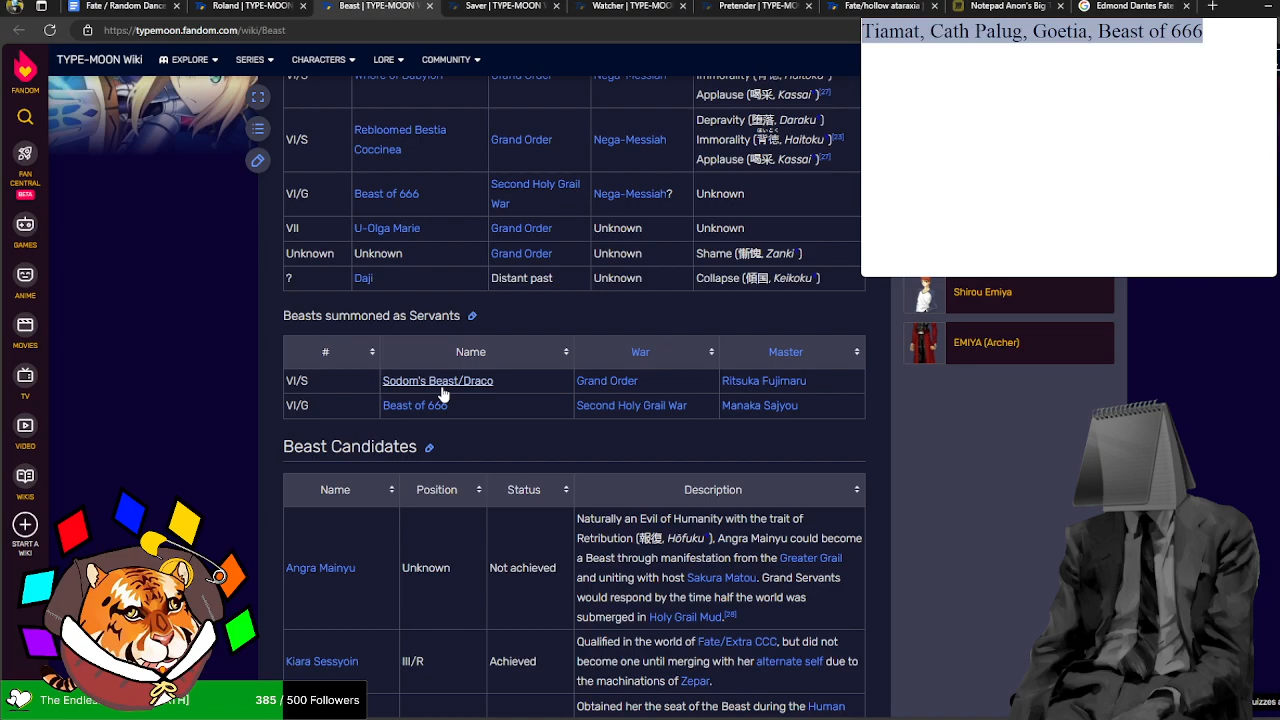 Fate / Random Dance
Roland | TYPE-MOON
Beast | TYPE-MOON W
Saver | TYPE-MOON W
Watcher | TYPE-MOON
Pretender | TYPE-MOO
Fate/hollow ataraxia
Notepad Anon's Big
Edmond Dantes Fate
https://typemoon.fandom.com/wiki/Beast
Tiamat, Cath Palug, Goetia, Beast of 666
FANDOM
TYPE-MOON Wiki
EXPLORE
SERIES
CHARACTERS
LORE
COMMUNITY
FAN CENTRAL
BETA
GAMES
ANIME
MOVIES
TV
VIDEO
WIKIS
START A WIKI
VI/S Whore of Babylon Grand Order Nega-Messiah Immorality (背徳, Haitoku)
Applause (喝采, Kassai)[27]
VI/S Rebloomed Bestia Coccinea Grand Order Nega-Messiah Depravity (堕落, Daraku)
Immorality (背徳, Haitoku)[23]
Applause (喝采, Kassai)[27]
VI/G Beast of 666 Second Holy Grail War Nega-Messiah? Unknown
VII U-Olga Marie Grand Order Unknown Unknown
Unknown Unknown Grand Order Unknown Shame (慚愧, Zanki)
? Daji Distant past Unknown Collapse (傾国, Keikoku)
Beasts summoned as Servants
# Name War Master
VI/S Sodom's Beast/Draco Grand Order Ritsuka Fujimaru
VI/G Beast of 666 Second Holy Grail War Manaka Sajyou
Beast Candidates
Name Position Status Description
Angra Mainyu Unknown Not achieved
Naturally an Evil of Humanity with the trait of
Retribution (報復, Hōfuku), Angra Mainyu could become
a Beast through manifestation from the Greater Grail
and uniting with host Sakura Matou. Grand Servants
would respond by the time half the world was
submerged in Holy Grail Mud.[28]
Kiara Sessyoin III/R Achieved
Qualified in the world of Fate/Extra CCC, but did not
become one until merging with her alternate self due to
the machinations of Zepar.
Obtained her the seat of the Beast during the Human
Shirou Emiya
EMIYA (Archer)
The Endles
TH]
385 / 500 Followers
uizzes a